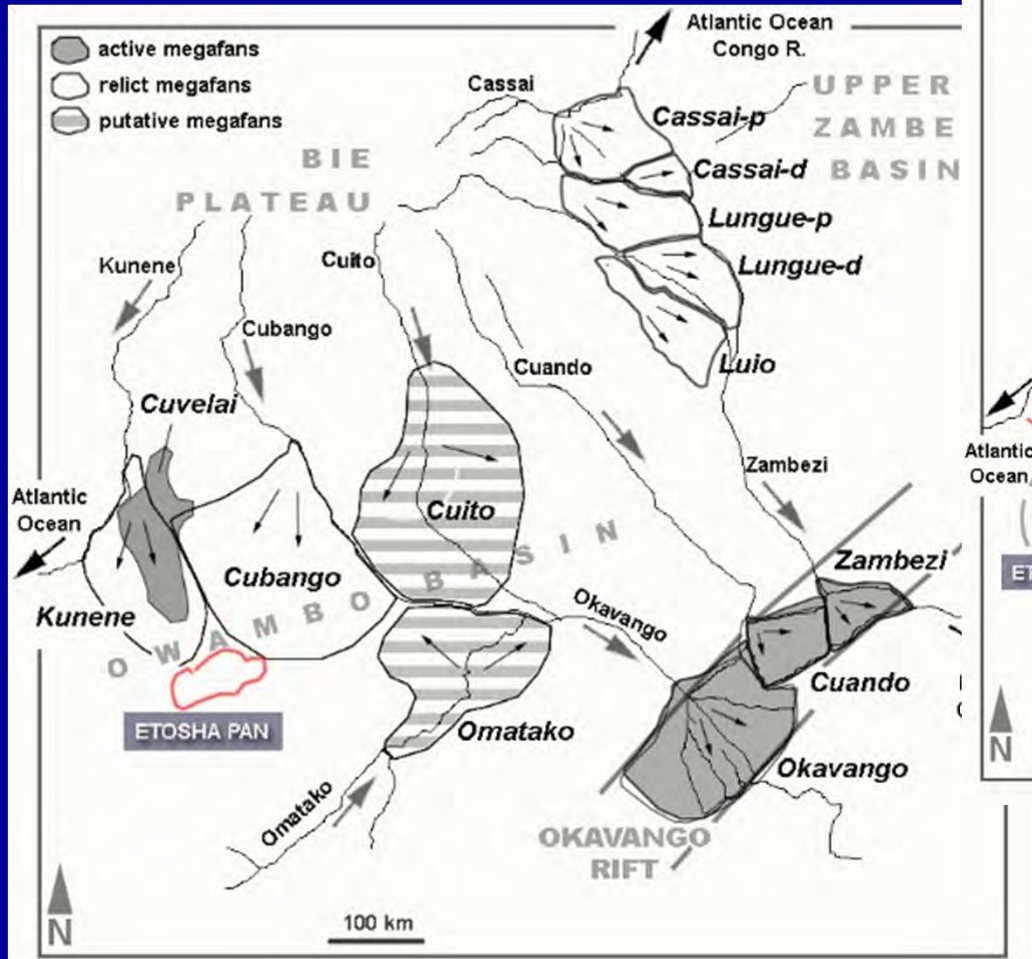 active megafans
relict megafans
putative megafans
Atlantic Ocean
Congo R.
UPPER
ZAMBE
BASIN
Cassai
Cassai-p
Cassai-d
Lungue-p
Lungue-d
Luio
BIE
PLATEAU
Kunene
Cuito
Cubango
Cuando
Cuvelai
Zambezi
Atlantic
Ocean
Cuito
Cubango
Kunene
OWAMBO BASIN
Zambezi
Okavango
Cuando
ETOSHA PAN
Omatako
Okavango
Omatako
OKAVANGO
RIFT
N
100 km
Atlantic
Ocean
ET
N